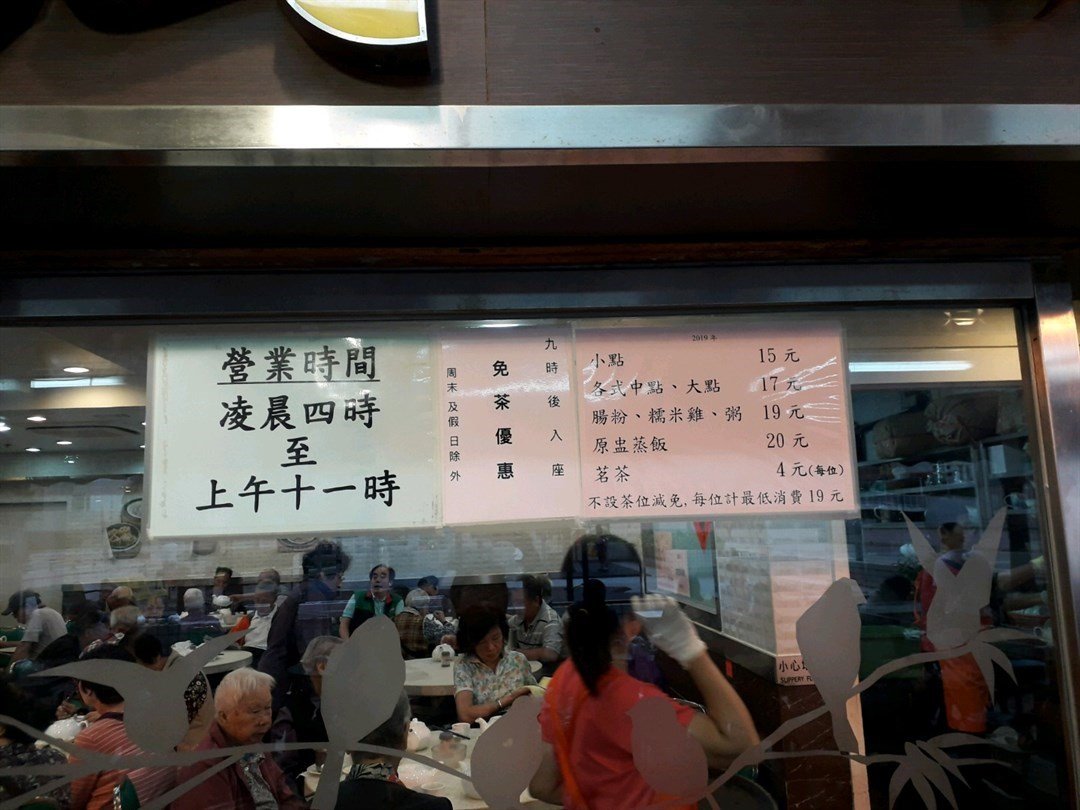 營業時間
凌晨四時
至
上午十一時
九時後入座
免茶優惠
周末及假日除外
2019年
小點 15元
各式中點、大點 17元
腸粉、糯米雞、粥 19元
原盅蒸飯 20元
茗茶 4元(每位)
不設茶位減免,每位計最低消費19元
小心
SLIPPERY